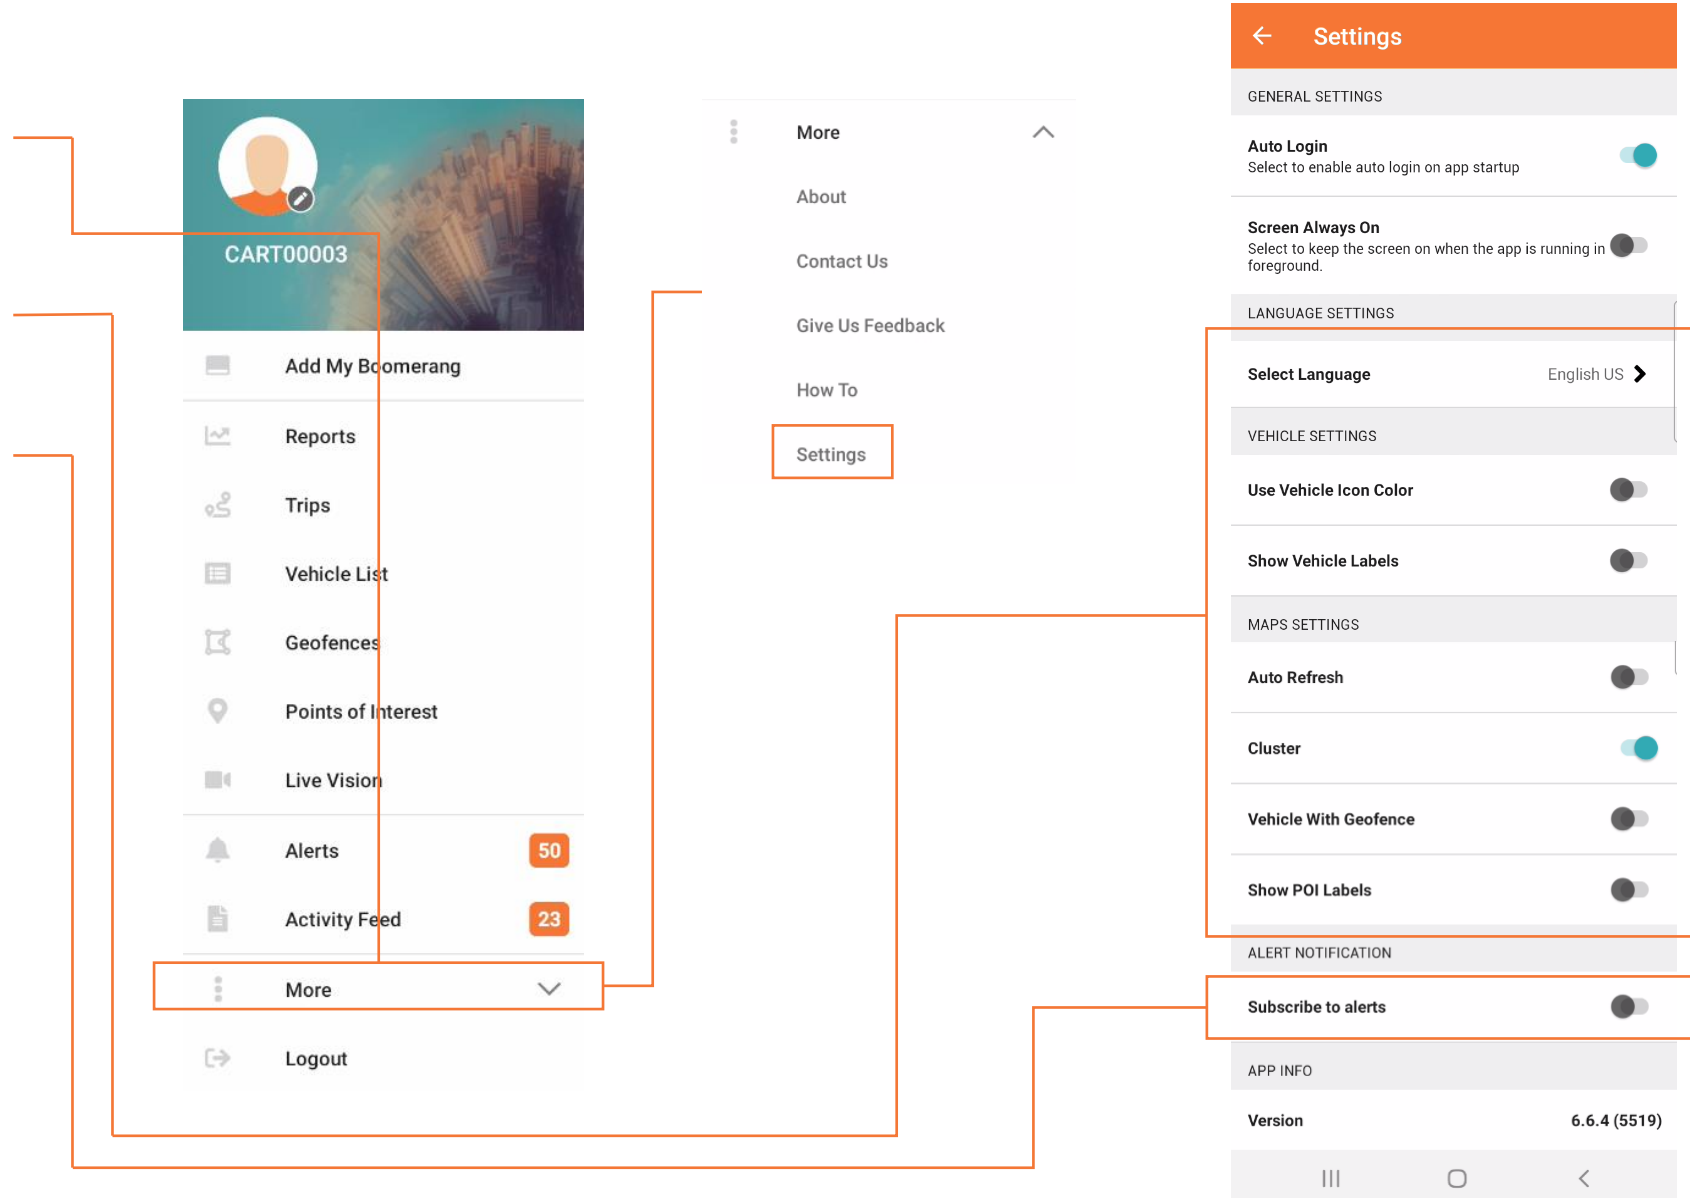 CART00003
Add My Boomerang
Reports
Trips
Vehicle List
Geofences
Points of Interest
Live Vision
Alerts
50
Activity Feed
23
More
Logout
More
About
Contact Us
Give Us Feedback
How To
Settings
Settings
GENERAL SETTINGS
Auto Login
Select to enable auto login on app startup
Screen Always On
Select to keep the screen on when the app is running in
foreground.
LANGUAGE SETTINGS
Select Language
English US
VEHICLE SETTINGS
Use Vehicle Icon Color
Show Vehicle Labels
MAPS SETTINGS
Auto Refresh
Cluster
Vehicle With Geofence
Show POI Labels
ALERT NOTIFICATION
Subscribe to alerts
APP INFO
Version
6.6.4 (5519)